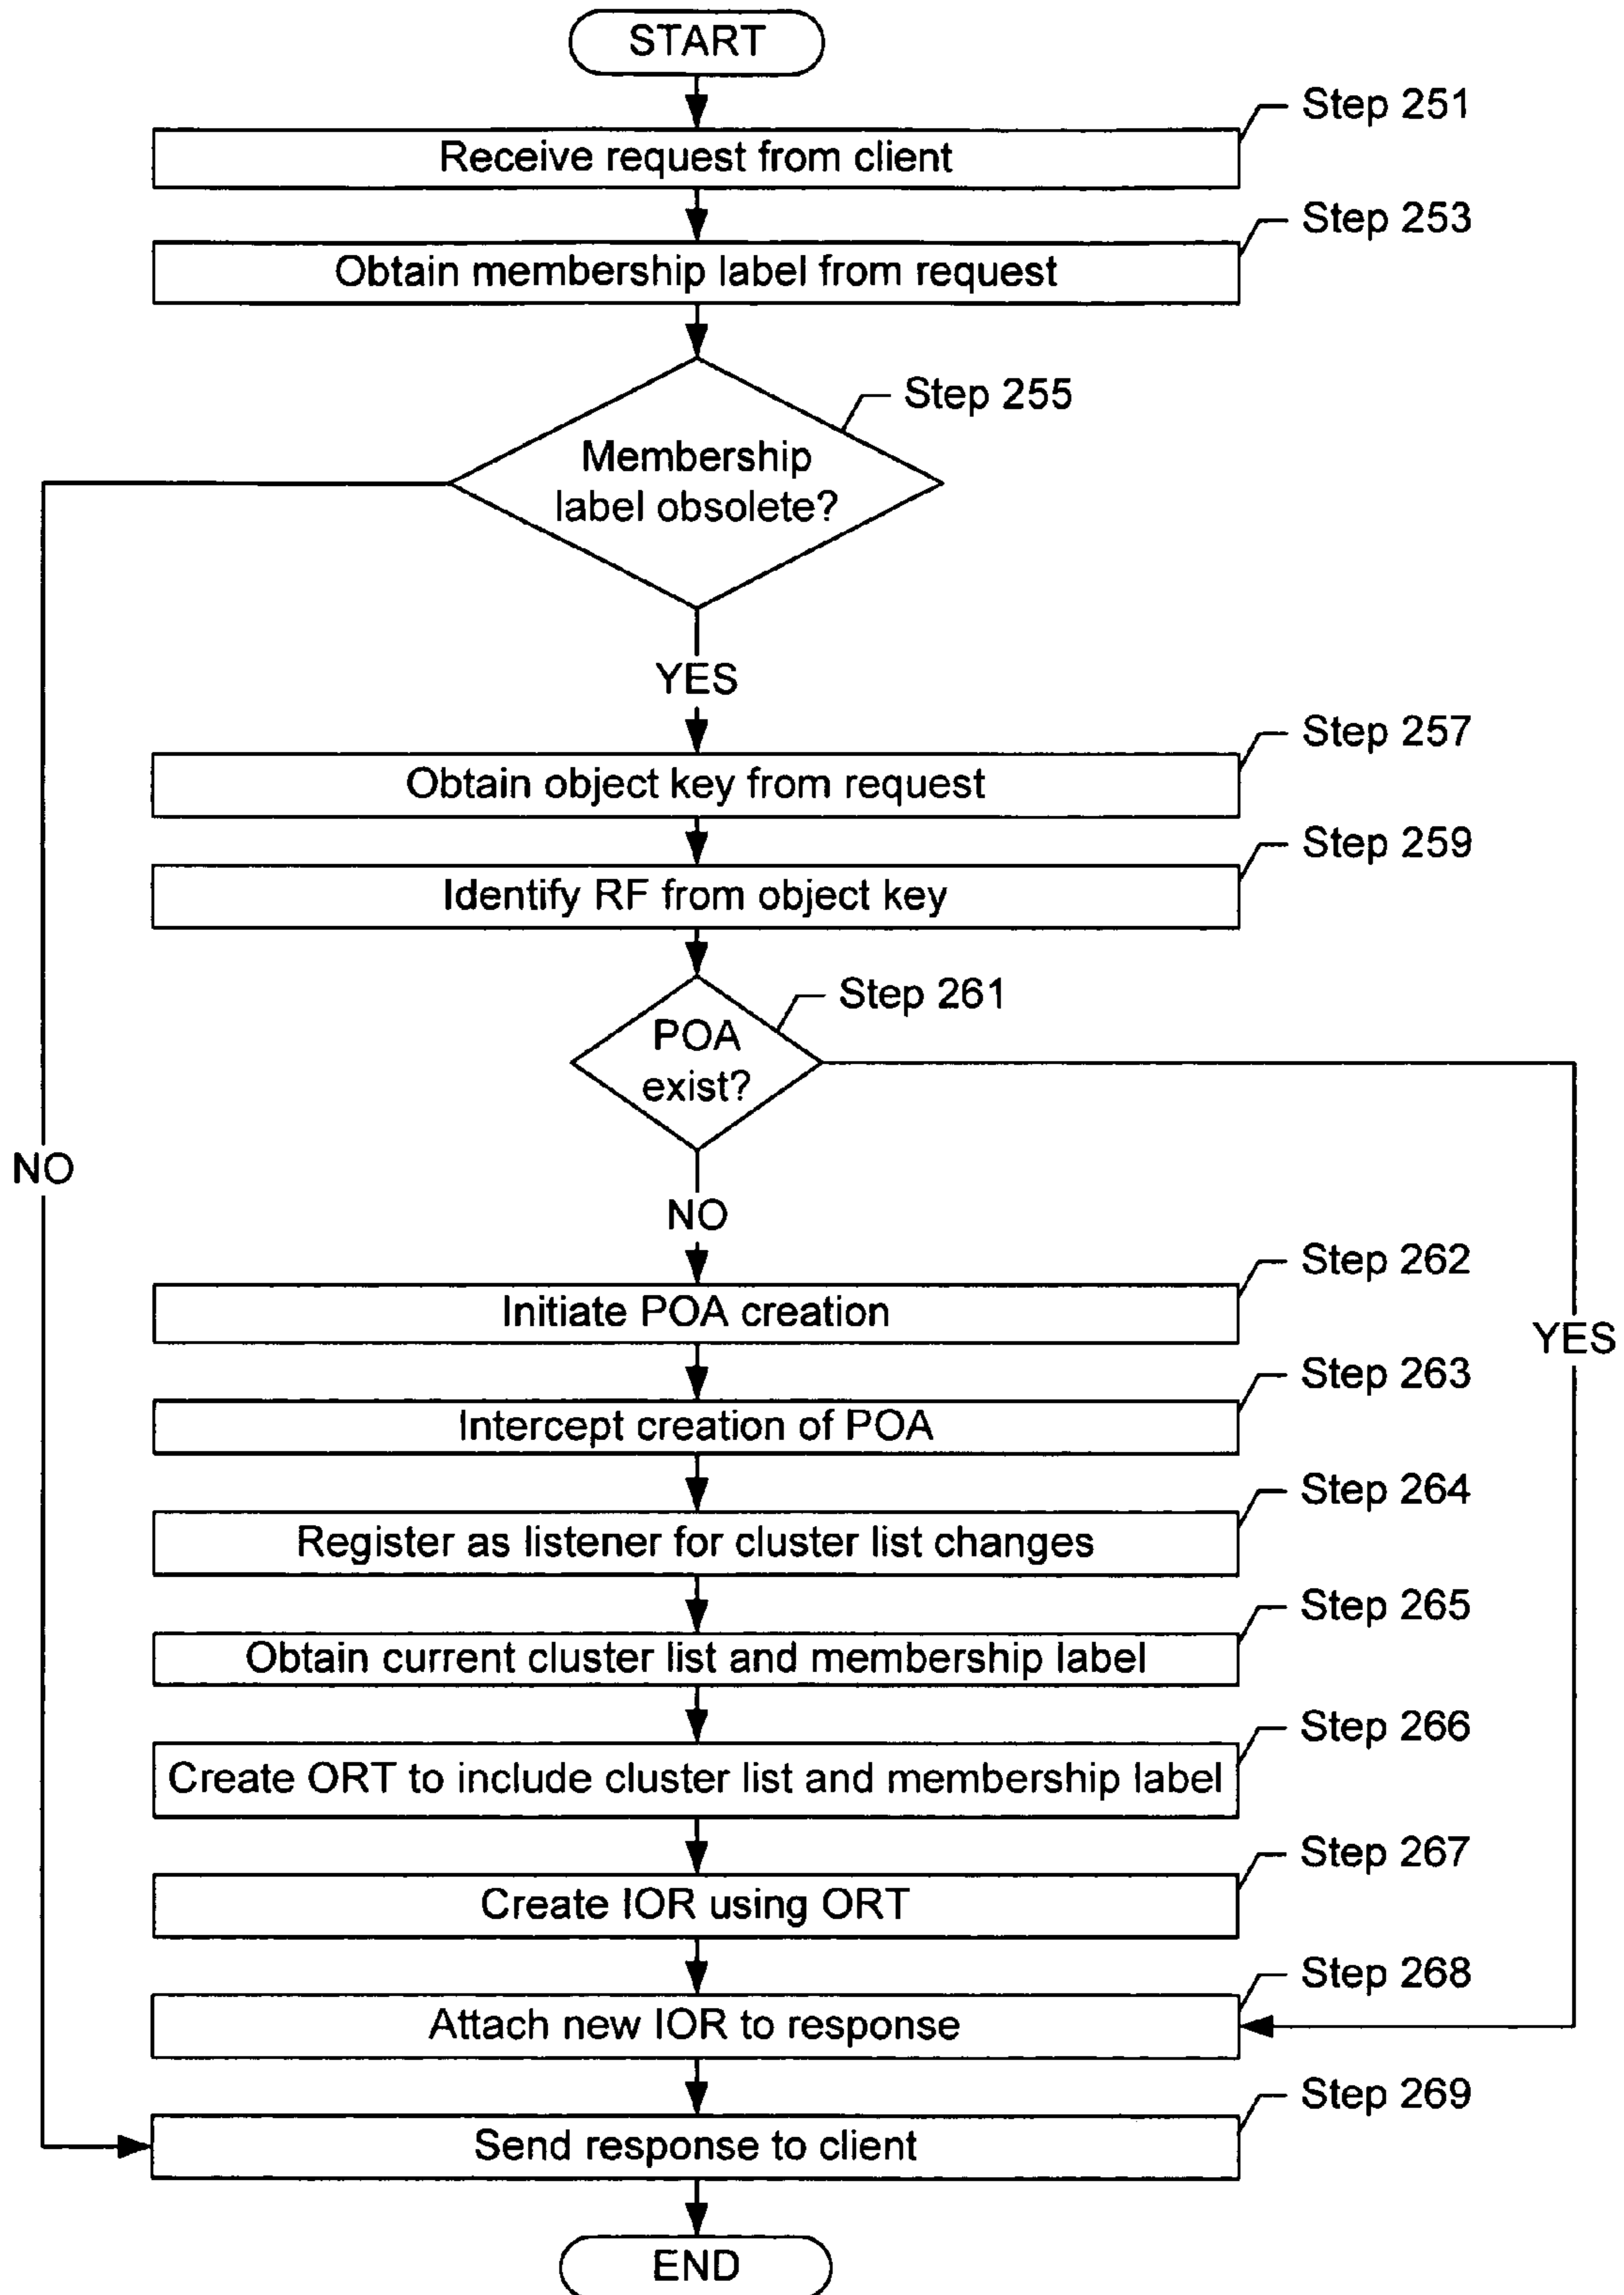 START
Step 251
Receive request from client
Step 253
Obtain membership label from request
Step 255
Membership
label obsolete?
YES
Step 257
Obtain object key from request
Step 259
Identify RF from object key
Step 261
POA
exist?
NO
NO
Step 262
Initiate POA creation
YES
Step 263
Intercept creation of POA
Step 264
Register as listener for cluster list changes
Step 265
Obtain current cluster list and membership label
Step 266
Create ORT to include cluster list and membership label
Step 267
Create IOR using ORT
Step 268
Attach new IOR to response
Step 269
Send response to client
END